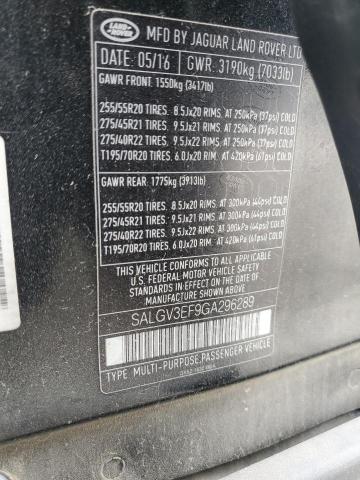 LAND ROVER
MFD BY JAGUAR LAND ROVER LTD
DATE: 05/16 GWR: 3190kg (7033lb)
GAWR FRONT: 1550kg (3417lb)
255/55R20 TIRES. 8.5Jx20 RIMS. AT 250kPa (37psi) COLD
275/45R21 TIRES. 9.5Jx21 RIMS. AT 250kPa (37psi) COLD
275/40R22 TIRES. 9.5Jx22 RIMS. AT 250kPa (37psi) COLD
T195/70R20 TIRES. 6.0Jx20 RIM. AT 420kPa (61psi) COLD
GAWR REAR: 1775kg (3913lb)
255/55R20 TIRES. 8.5Jx20 RIMS. AT 300kPa (44psi) COLD
275/45R21 TIRES. 9.5Jx21 RIMS. AT 300kPa (44psi) COLD
275/40R22 TIRES. 9.5Jx22 RIMS. AT 300kPa (44psi) COLD
T195/70R20 TIRES. 6.0Jx20 RIM. AT 420kPa (61psi) COLD
THIS VEHICLE CONFORMS TO ALL APPLICABLE
U.S. FEDERAL MOTOR VEHICLE SAFETY
AND THEFT PREVENTION STANDARDS IN EFFECT
ON THE DATE OF MANUFACTURE SHOWN ABOVE.
SALGV3EF9GA296289
TYPE: MULTI-PURPOSE PASSENGER VEHICLE